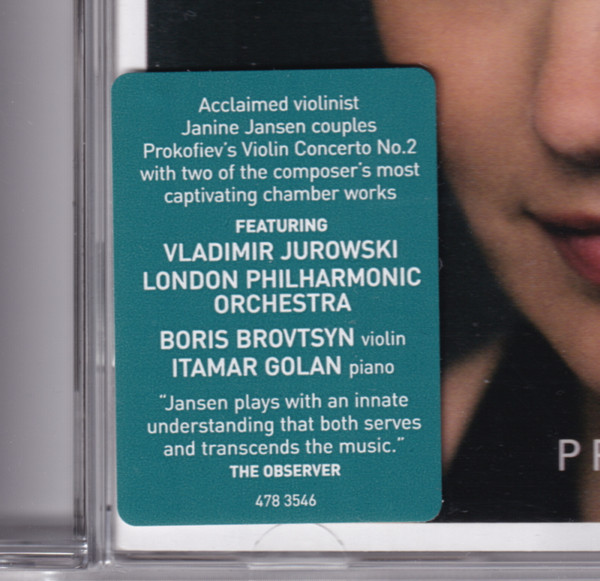 Acclaimed violinist
Janine Jansen couples
Prokofiev's Violin Concerto No.2
with two of the composer's most
captivating chamber works
FEATURING
VLADIMIR JUROWSKI
LONDON PHILHARMONIC
ORCHESTRA
BORIS BROVTSYN violin
ITAMAR GOLAN piano
"Jansen plays with an innate
understanding that both serves
and transcends the music."
THE OBSERVER
478 3546